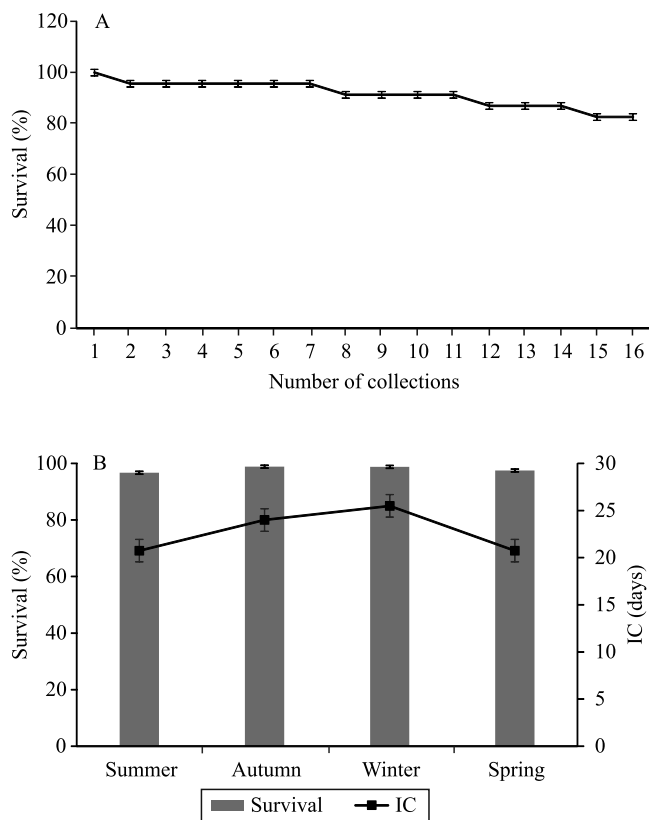 A
120
100
80
60
40
20
0
Survival (%)
1 2 3 4 5 6 7 8 9 10 11 12 13 14 15 16
Number of collections
B
100
80
60
40
20
0
Survival (%)
30
25
20
15
10
5
0
IC (days)
Summer Autumn Winter Spring
Survival IC